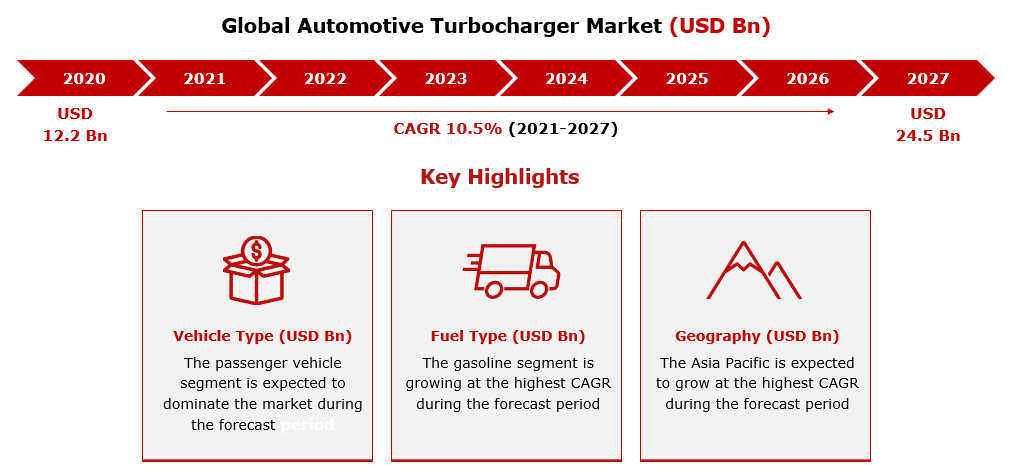 Global Automotive Turbocharger Market (USD Bn)
2020
2021
2022
2023
2024
2025
2026
2027
USD
12.2 Bn
CAGR 10.5% (2021-2027)
USD
24.5 Bn
Key Highlights
Vehicle Type (USD Bn)
The passenger vehicle
segment is expected to
dominate the market during
the forecast period
Fuel Type (USD Bn)
The gasoline segment is
growing at the highest CAGR
during the forecast period
Geography (USD Bn)
The Asia Pacific is expected
to grow at the highest CAGR
during the forecast period